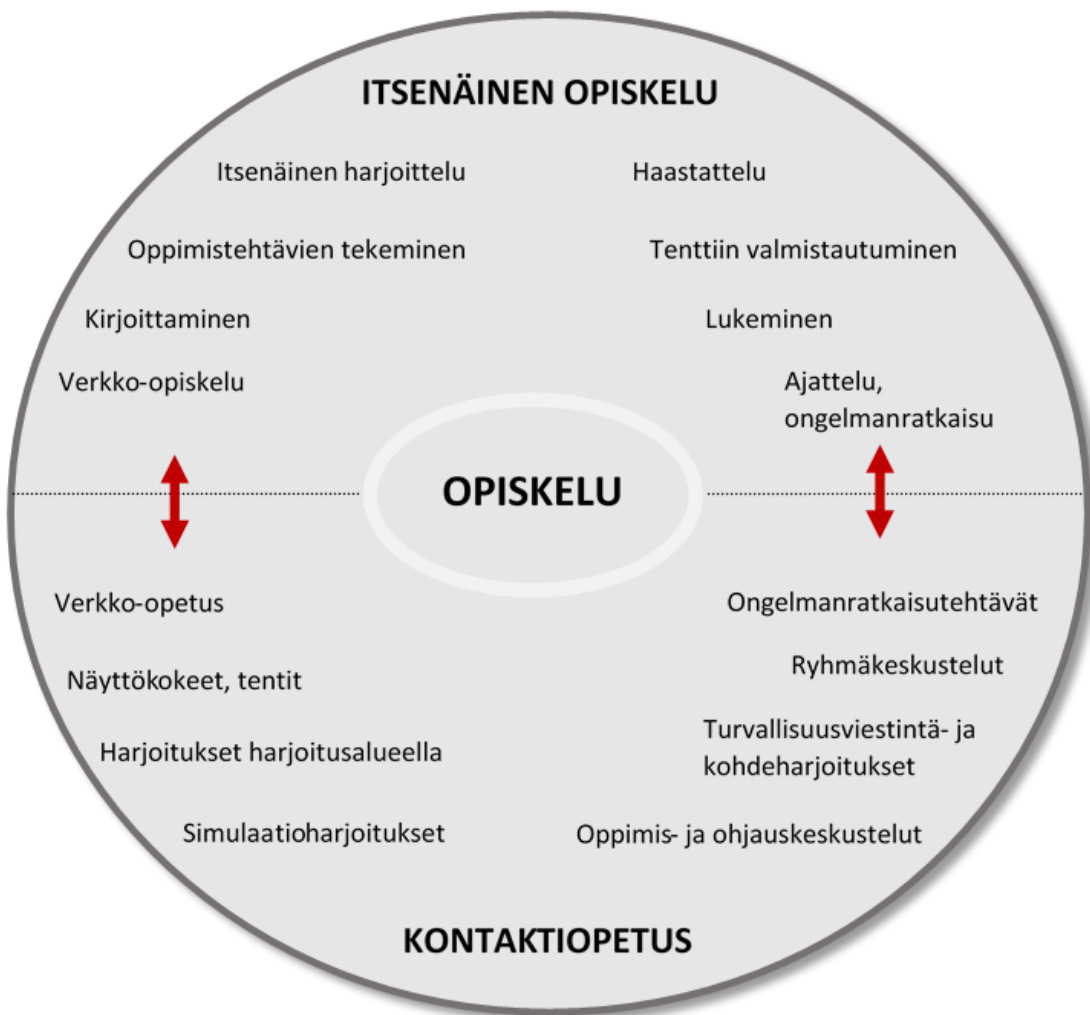 ITSENÄINEN OPISKELU
Itsenäinen harjoittelu
Haastattelu
Oppimistehtävien tekeminen
Tenttiin valmistautuminen
Kirjoittaminen
Lukeminen
Verkko-opiskelu
Ajattelu,
ongelmanratkaisu
OPISKELU
Verkko-opetus
Ongelmanratkaisutehtävät
Näyttökokeet, tentit
Ryhmäkeskustelut
Harjoitukset harjoitusalueella
Turvallisuusviestintä- ja
kohdeharjoitukset
Simulaatioharjoitukset
Oppimis- ja ohjauskeskustelut
KONTAKTIOPETUS